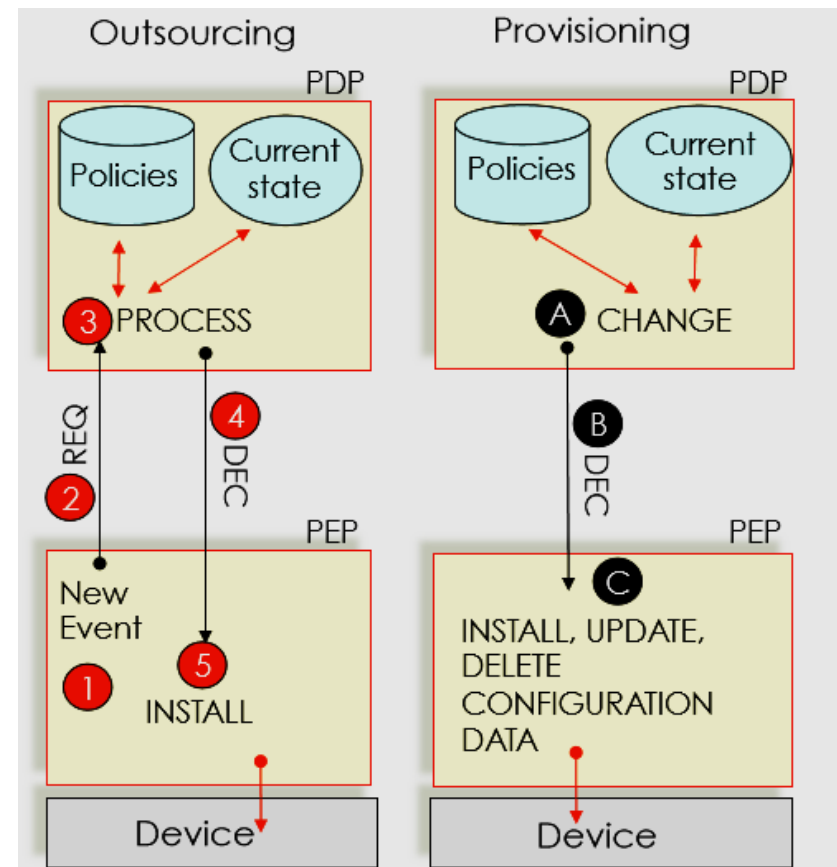 Outsourcing
PDP
Policies
Current
state
3 PROCESS
2 REQ
4 DEC
PEP
New
Event
1
5
INSTALL
Device
Provisioning
PDP
Policies
Current
state
A CHANGE
B
DEC
PEP
C
INSTALL, UPDATE,
DELETE
CONFIGURATION
DATA
Device